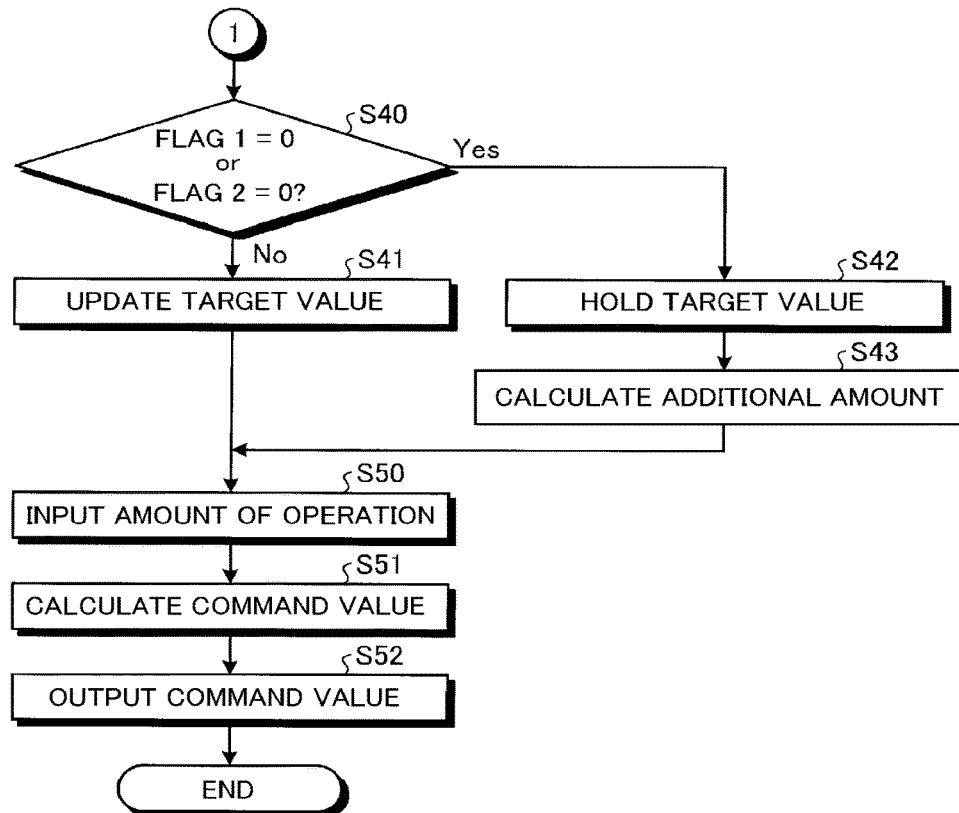 1
S40
FLAG 1 = 0
or
FLAG 2 = 0?
Yes
No
S41
UPDATE TARGET VALUE
S42
HOLD TARGET VALUE
S43
CALCULATE ADDITIONAL AMOUNT
S50
INPUT AMOUNT OF OPERATION
S51
CALCULATE COMMAND VALUE
S52
OUTPUT COMMAND VALUE
END